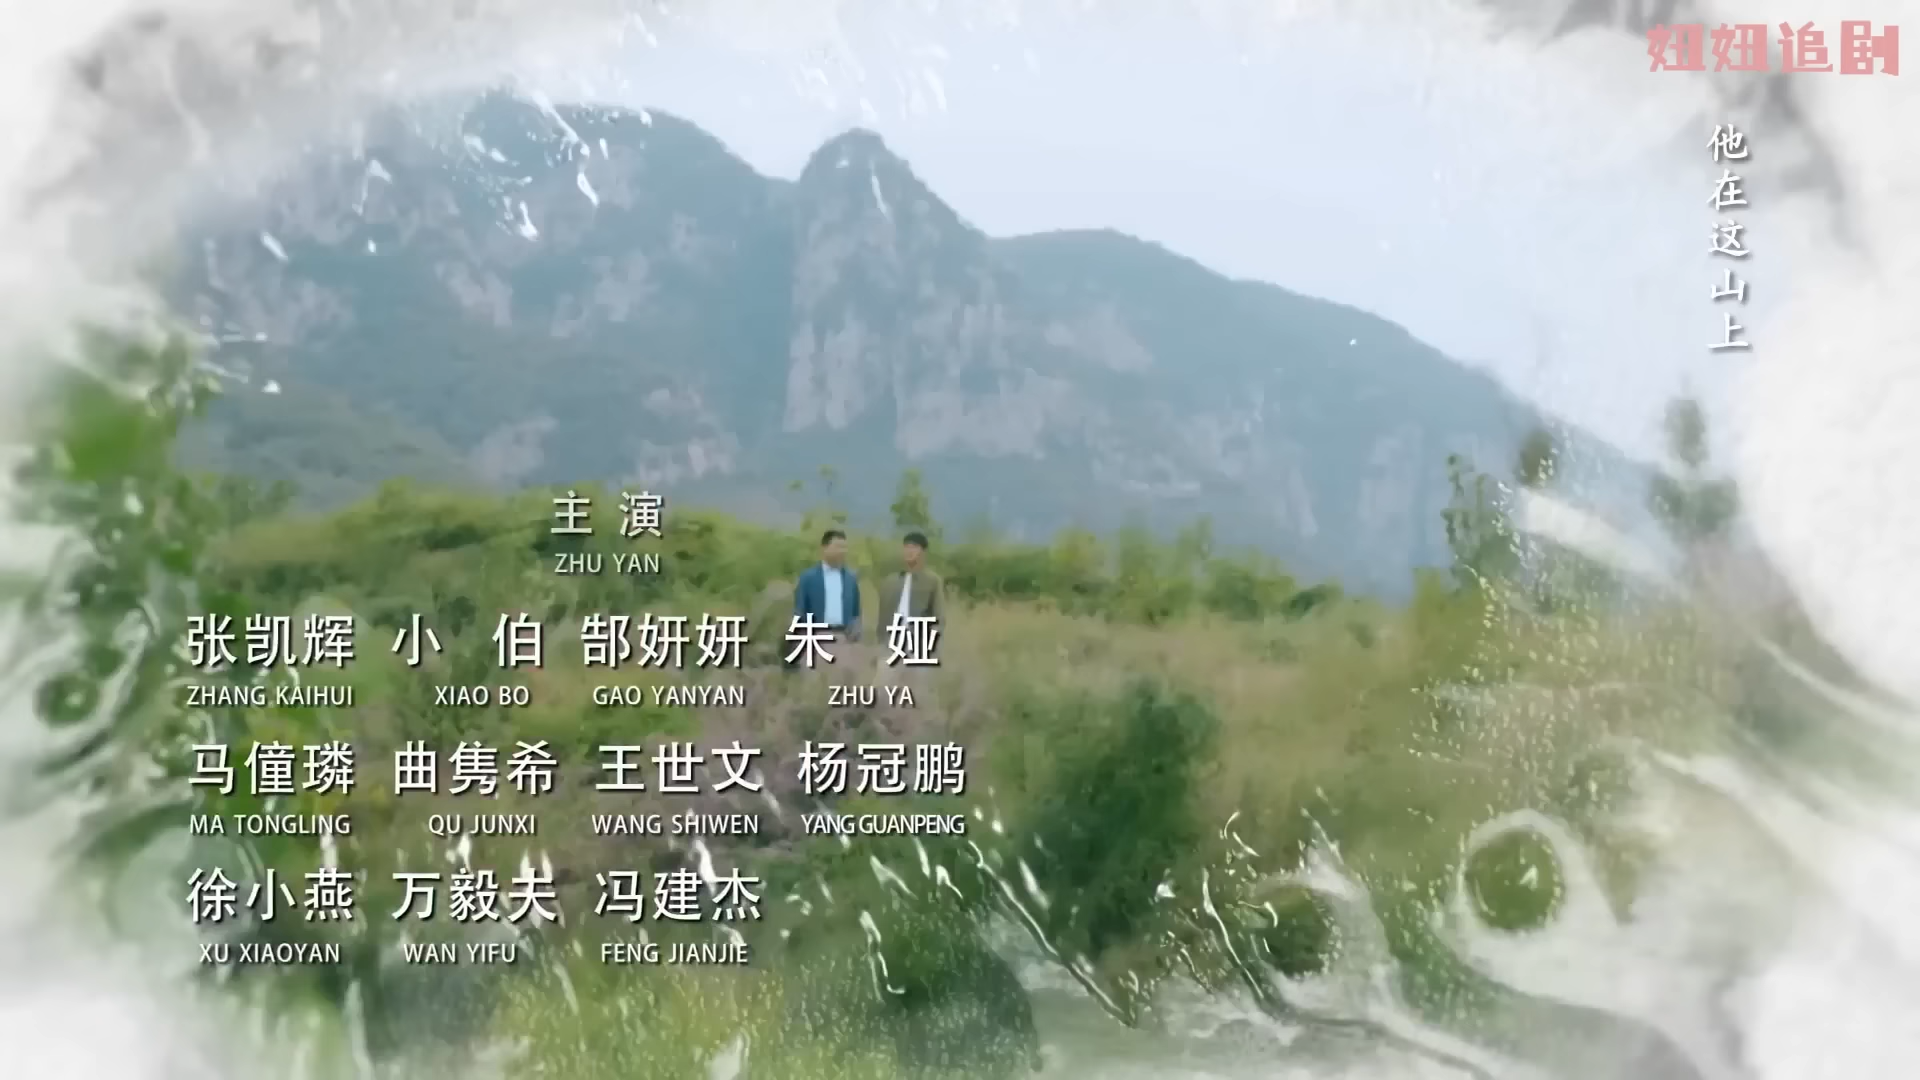 妞妞追剧
他在这山上
主 演
ZHU YAN
张凯辉 小 伯 郜妍妍 朱 娅
ZHANG KAIHUI XIAO BO GAO YANYAN ZHU YA
马僮璘 曲隽希 王世文 杨冠鹏
MA TONGLING QU JUNXI WANG SHIWEN YANG GUANPENG
徐小燕 万毅夫 冯建杰
XU XIAOYAN WAN YIFU FENG JIANJIE